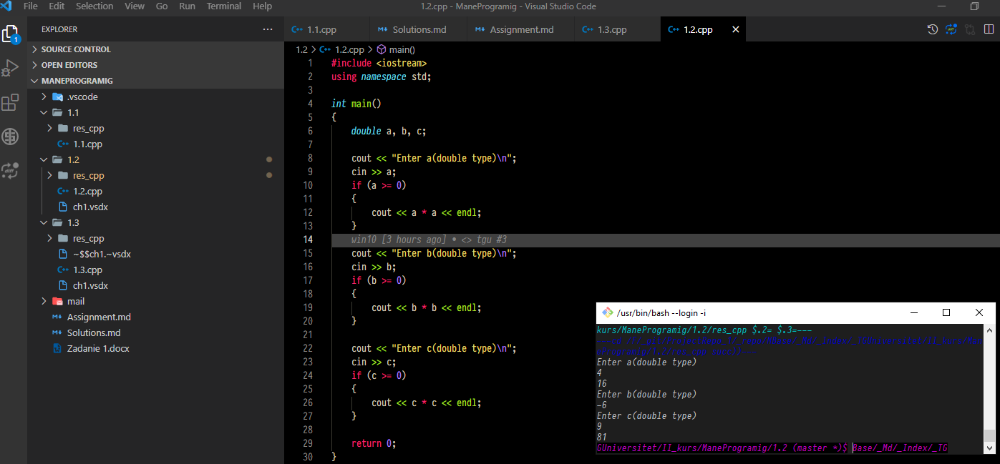 File Edit Selection View Go Run Terminal Help
1.2.cpp - ManeProgramig - Visual Studio Code
1
EXPLORER
SOURCE CONTROL
OPEN EDITORS
MANEPROGRAMIG
.vscode
1.1
res_cpp
1.1.cpp
1.2
res_cpp
1.2.cpp
ch1.vsdx
1.3
res_cpp
~$$ch1.~vsdx
1.3.cpp
ch1.vsdx
mail
Assignment.md
Solutions.md
Zadanie 1.docx
1.1.cpp Solutions.md Assignment.md 1.3.cpp 1.2.cpp
1.2 > 1.2.cpp > main()
1 #include <iostream>
2 using namespace std;
3
4 int main()
5 {
6 double a, b, c;
7
8 cout << "Enter a(double type)\n";
9 cin >> a;
10 if (a >= 0)
11 {
12 cout << a * a << endl;
13 }
14 win10 [3 hours ago] • <> tgu #3
15 cout << "Enter b(double type)\n";
16 cin >> b;
17 if (b >= 0)
18 {
19 cout << b * b << endl;
20 }
21
22 cout << "Enter c(double type)\n";
23 cin >> c;
24 if (c >= 0)
25 {
26 cout << c * c << endl;
27 }
28
29 return 0;
30 }
/usr/bin/bash --login -i
kurs/ManeProgramig/1.2/res_cpp $.2= $.3=---
Enter a(double type)
4
16
Enter b(double type)
-6
Enter c(double type)
9
81
GUniversitet/II_kurs/ManeProgramig/1.2 (master *)$ Base/_Md/_Index/_TG